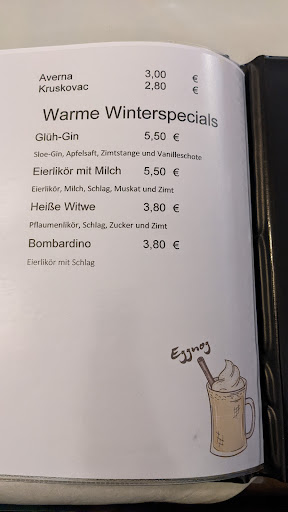 Averna 3,00 €
Kruskovac 2,80 €
Warme Winterspecials
Glüh-Gin 5,50 €
Sloe-Gin, Apfelsaft, Zimtstange und Vanilleschote
Eierlikör mit Milch 5,50 €
Eierlikör, Milch, Schlag, Muskat und Zimt
Heiße Witwe 3,80 €
Pflaumenlikör, Schlag, Zucker und Zimt
Bombardino 3,80 €
Eierlikör mit Schlag
Eggnog